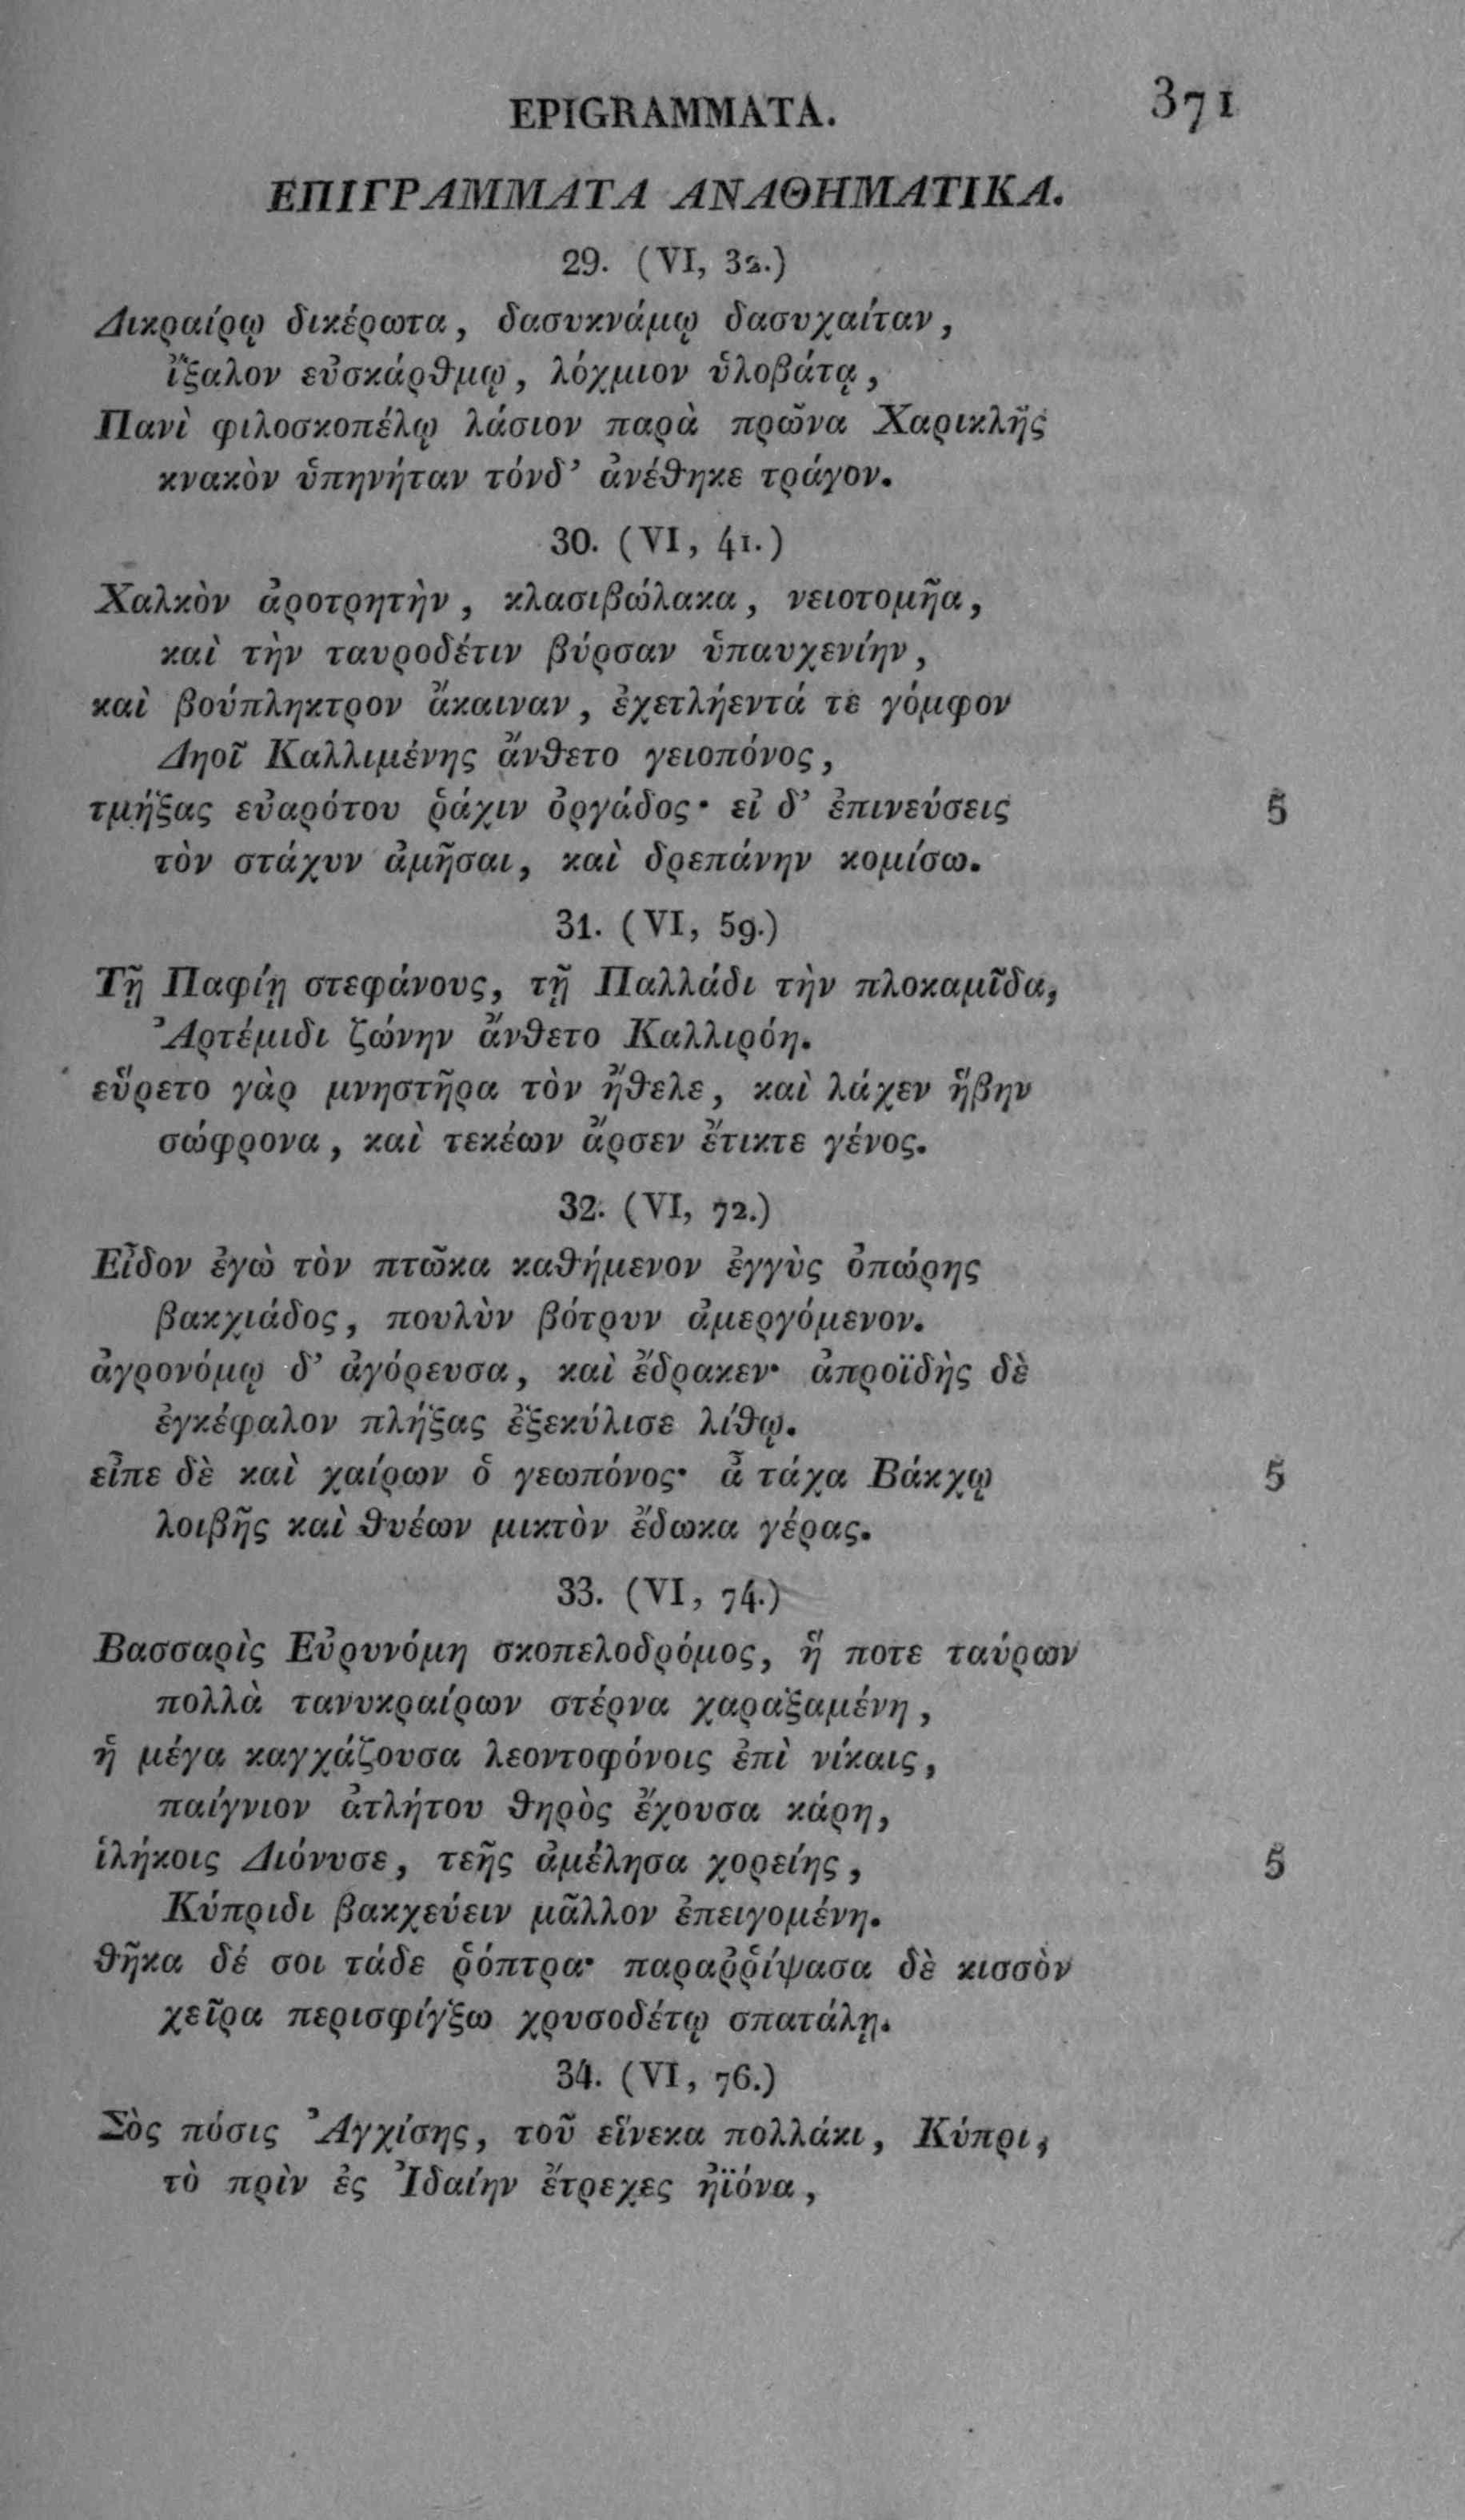 EPIGRAMMATA. 371
ΕΠΙΓΡΑΜΜΑΤΑ ΑΝΑΘΗΜΑΤΙΚΑ.
29. (VI, 32.)
Δικραίρῳ δικέρωτα, δασυκνάμῳ δασυχαίταν,
ἴξαλον εὐσκάρθμῳ, λόχμιον ὑλοβάτᾳ,
Πανὶ φιλοσκοπέλῳ λάσιον παρὰ πρῶνα Χαρικλῆς
κνακὸν ὑπηνήταν τόνδ’ ἀνέθηκε τράγον.
30. (VI, 41.)
Χαλκὸν ἀροτρητὴν, κλασιβώλακα, νειοτομῆα,
καὶ τὴν ταυροδέτιν βύρσαν ὑπαυχενίην,
καὶ βούπληκτρον ἄκαιναν, ἐχετλήεντά τε γόμφον
Δηοῖ Καλλιμένης ἄνθετο γειοπόνος,
τμήξας εὐαρότου ῥάχιν ὀργάδος· εἰ δ’ ἐπινεύσεις 5
τὸν στάχυν ἀμῆσαι, καὶ δρεπάνην κομίσω.
31. (VI, 59.)
Τῇ Παφίῃ στεφάνους, τῇ Παλλάδι τὴν πλοκαμῖδα,
Ἀρτέμιδι ζώνην ἄνθετο Καλλιρόη.
εὕρετο γὰρ μνηστῆρα τὸν ἤθελε, καὶ λάχεν ἥβην
σώφρονα, καὶ τεκέων ἄρσεν ἔτικτε γένος.
32. (VI, 72.)
Εἶδον ἐγὼ τὸν πτῶκα καθήμενον ἐγγὺς ὀπώρης
βακχιάδος, πουλὺν βότρυν ἀμεργόμενον.
ἀγρονόμῳ δ’ ἀγόρευσα, καὶ ἔδρακεν· ἀπροϊδὴς δὲ
ἐγκέφαλον πλήξας ἐξεκύλισε λίθῳ.
εἶπε δὲ καὶ χαίρων ὁ γεωπόνος· ἆ τάχα Βάκχῳ 5
λοιβῆς καὶ θυέων μικτὸν ἔδωκα γέρας.
33. (VI, 74.)
Βασσαρὶς Εὐρυνόμη σκοπελοδρόμος, ἥ ποτε ταύρων
πολλὰ τανυκραίρων στέρνα χαραξαμένη,
ἡ μέγα καγχάζουσα λεοντοφόνοις ἐπὶ νίκαις,
παίγνιον ἀτλήτου θηρὸς ἔχουσα κάρη,
ἱλήκοις Διόνυσε, τεῆς ἀμέλησα χορείης, 5
Κύπριδι βακχεύειν μᾶλλον ἐπειγομένη.
θῆκα δέ σοι τάδε ῥόπτρα· παραῤῥίψασα δὲ κισσὸν
χεῖρα περισφίγξω χρυσοδέτῳ σπατάλῃ.
34. (VI, 76.)
Σὸς πόσις Ἀγχίσης, τοῦ εἵνεκα πολλάκι, Κύπρι,
τὸ πρὶν ἐς Ἰδαίην ἔτρεχες ἠϊόνα,